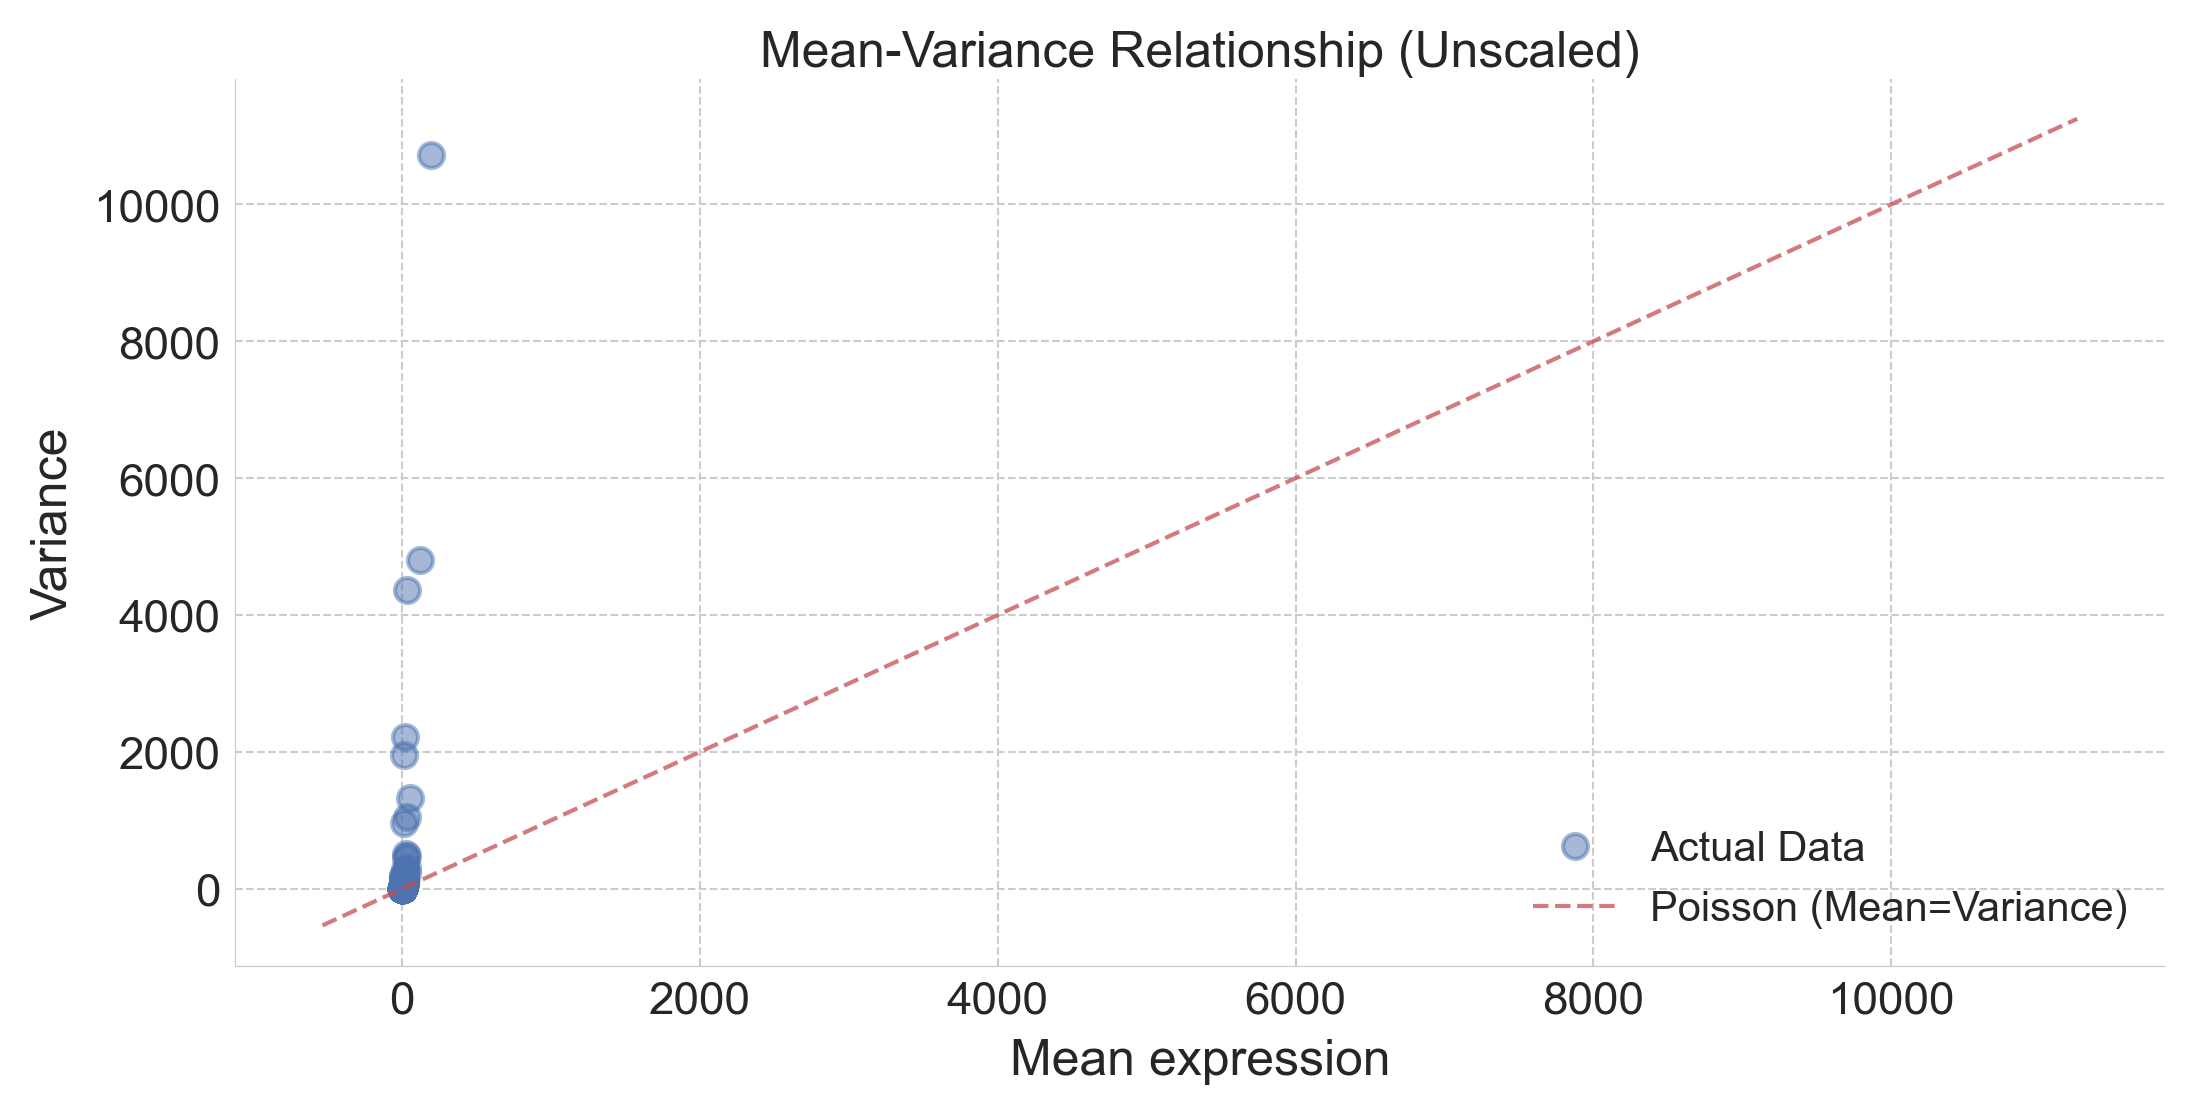 Mean-Variance Relationship (Unscaled)
10000
8000
6000
4000
2000
0
Variance
Actual Data
Poisson (Mean=Variance)
0 2000 4000 6000 8000 10000
Mean expression